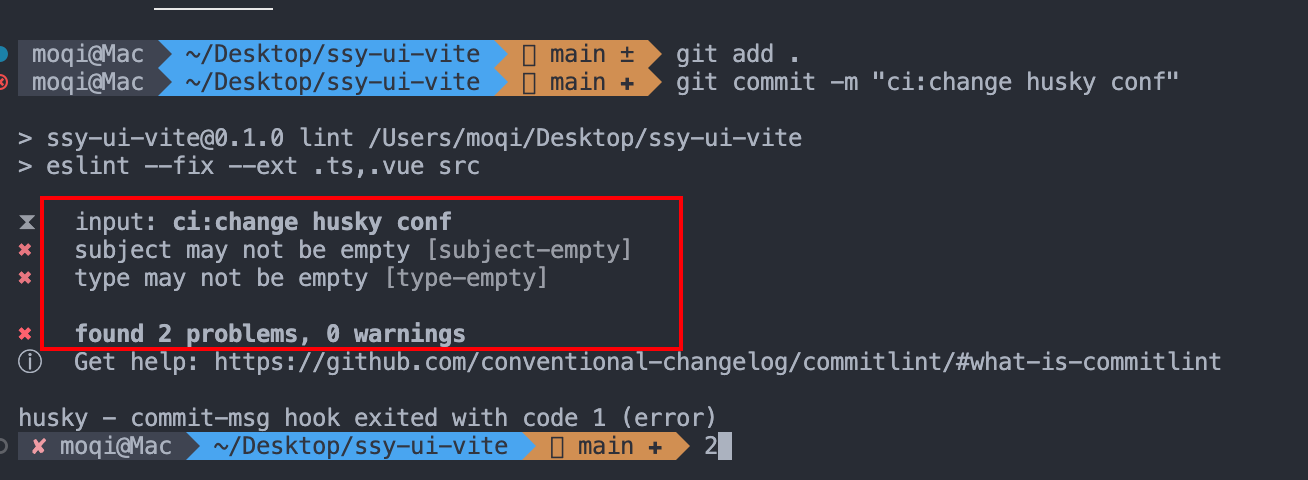 moqi@Mac ~/Desktop/ssy-ui-vite main ± git add .
moqi@Mac ~/Desktop/ssy-ui-vite main + git commit -m "ci:change husky conf"
> ssy-ui-vite@0.1.0 lint /Users/moqi/Desktop/ssy-ui-vite
> eslint --fix --ext .ts,.vue src
⧗ input: ci:change husky conf
✖ subject may not be empty [subject-empty]
✖ type may not be empty [type-empty]
✖ found 2 problems, 0 warnings
ⓘ Get help: https://github.com/conventional-changelog/commitlint/#what-is-commitlint
husky - commit-msg hook exited with code 1 (error)
✘ moqi@Mac ~/Desktop/ssy-ui-vite main + 2